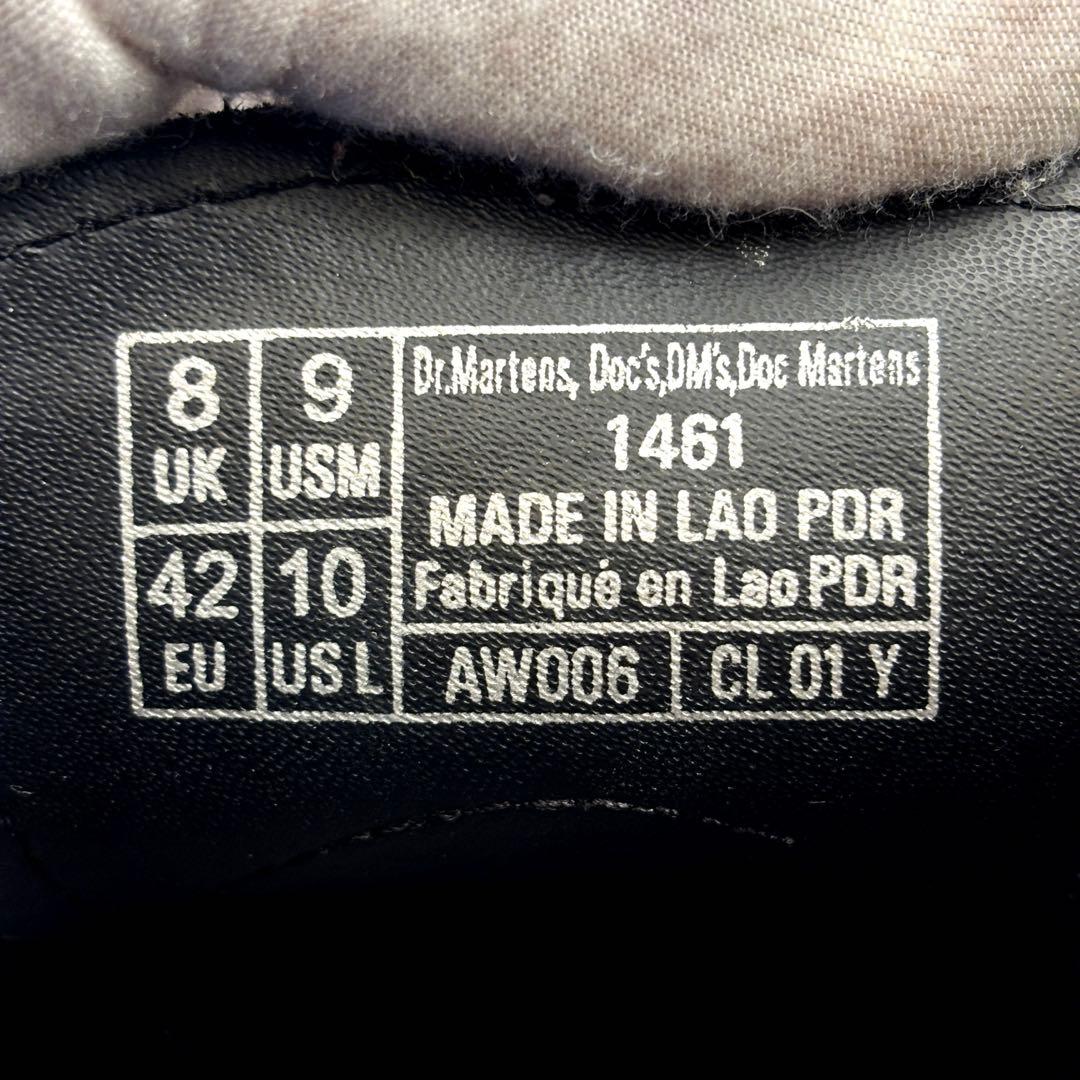 8
UK
9
USM
42
EU
10
US L
Dr.Martens, Doc's,DM's,Doc Martens
1461
MADE IN LAO PDR
Fabriqué en Lao PDR
AW006
CL 01 Y